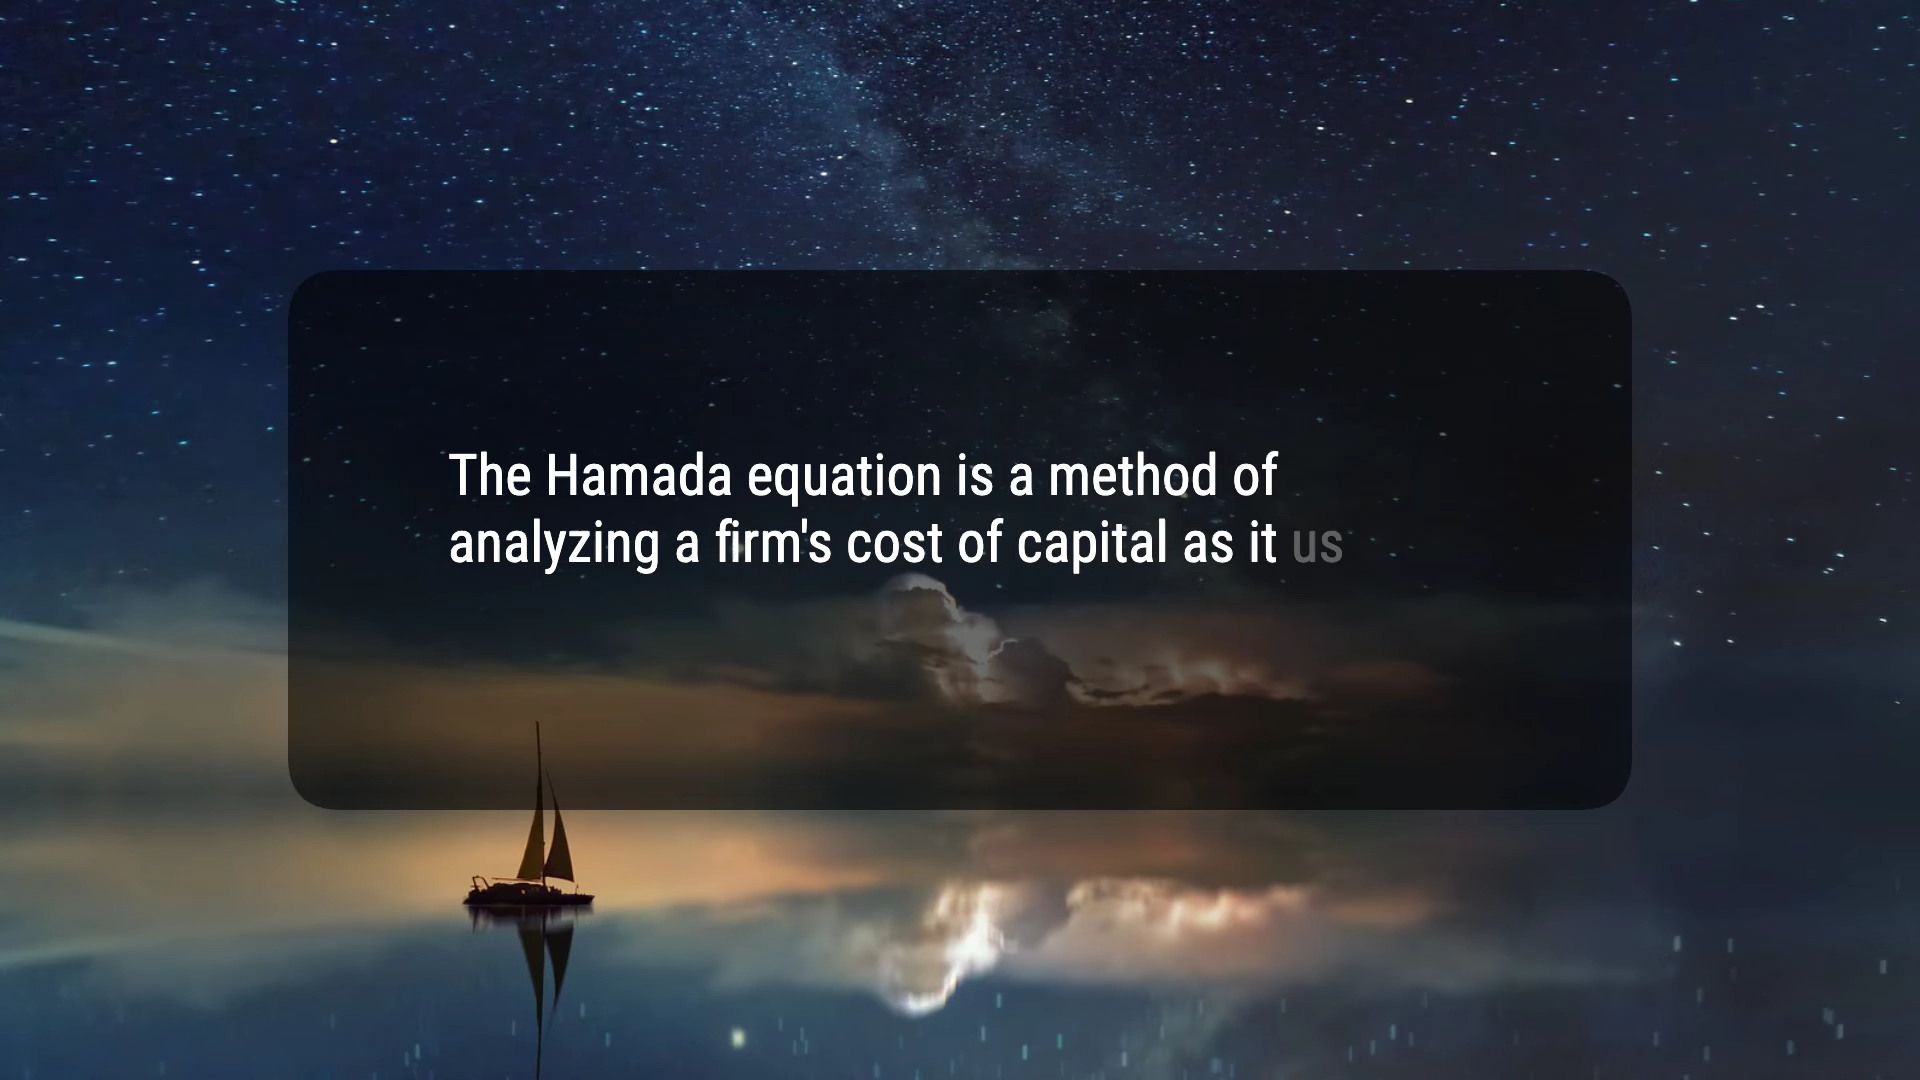 The Hamada equation is a method of
analyzing a firm's cost of capital as it us